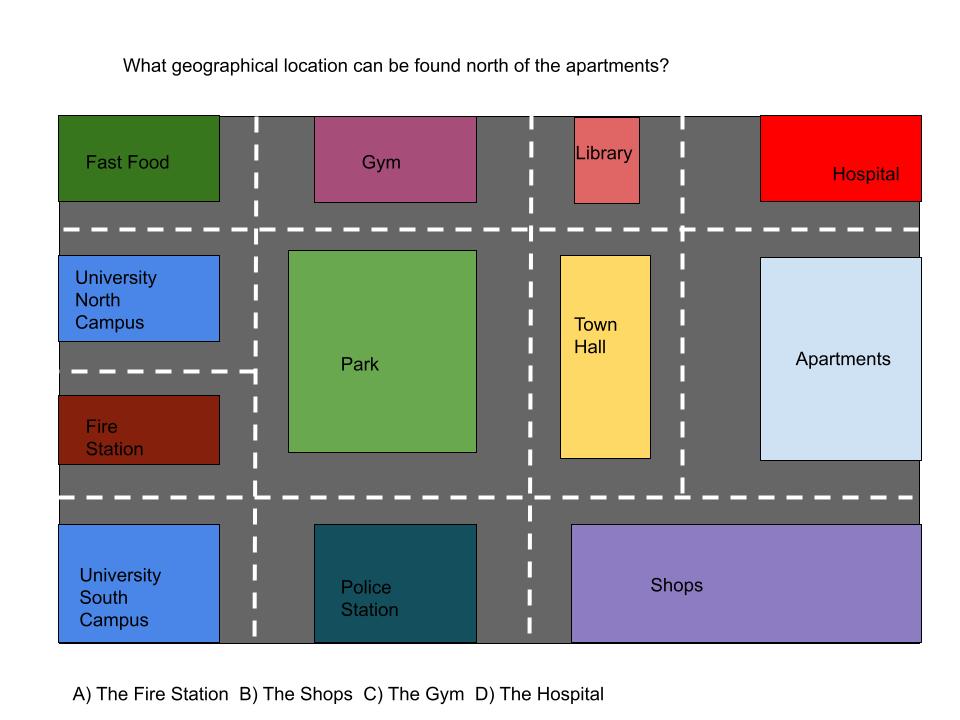 What geographical location can be found north of the apartments?
Fast Food
Gym
Library
Hospital
University
North
Campus
Park
Town
Hall
Apartments
Fire
Station
University
South
Campus
Police
Station
Shops
A) The Fire Station  B) The Shops  C) The Gym  D) The Hospital